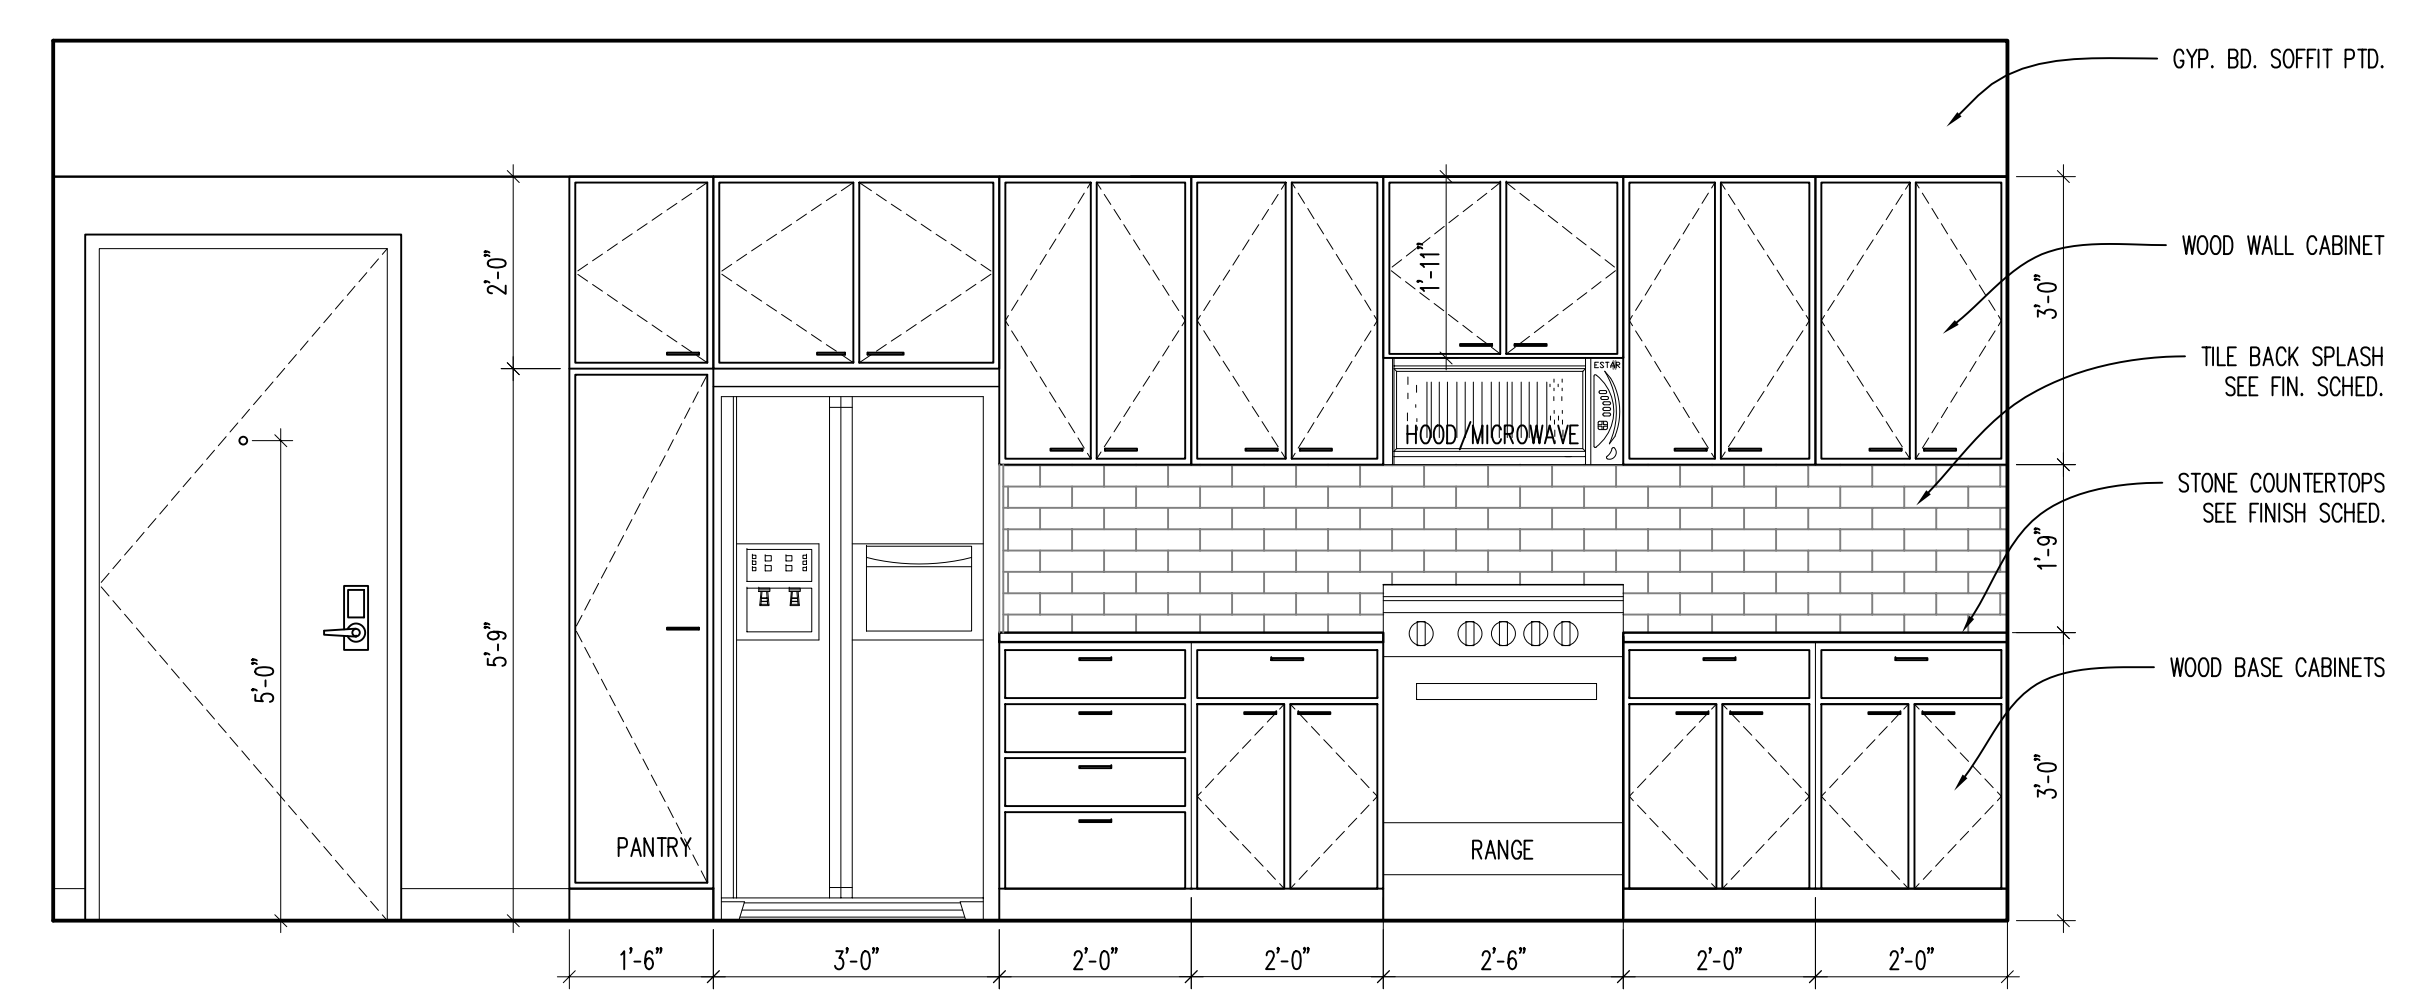 GYP. BD. SOFFIT PTD.
WOOD WALL CABINET
TILE BACK SPLASH
SEE FIN. SCHED.
STONE COUNTERTOPS
SEE FINISH SCHED.
WOOD BASE CABINETS
2'-0"
1'-11"
3'-0"
ESTAR
HOOD/MICROWAVE
1'-9"
5'-9"
5'-0"
3'-0"
PANTRY
RANGE
1'-6"
3'-0"
2'-0"
2'-0"
2'-6"
2'-0"
2'-0"